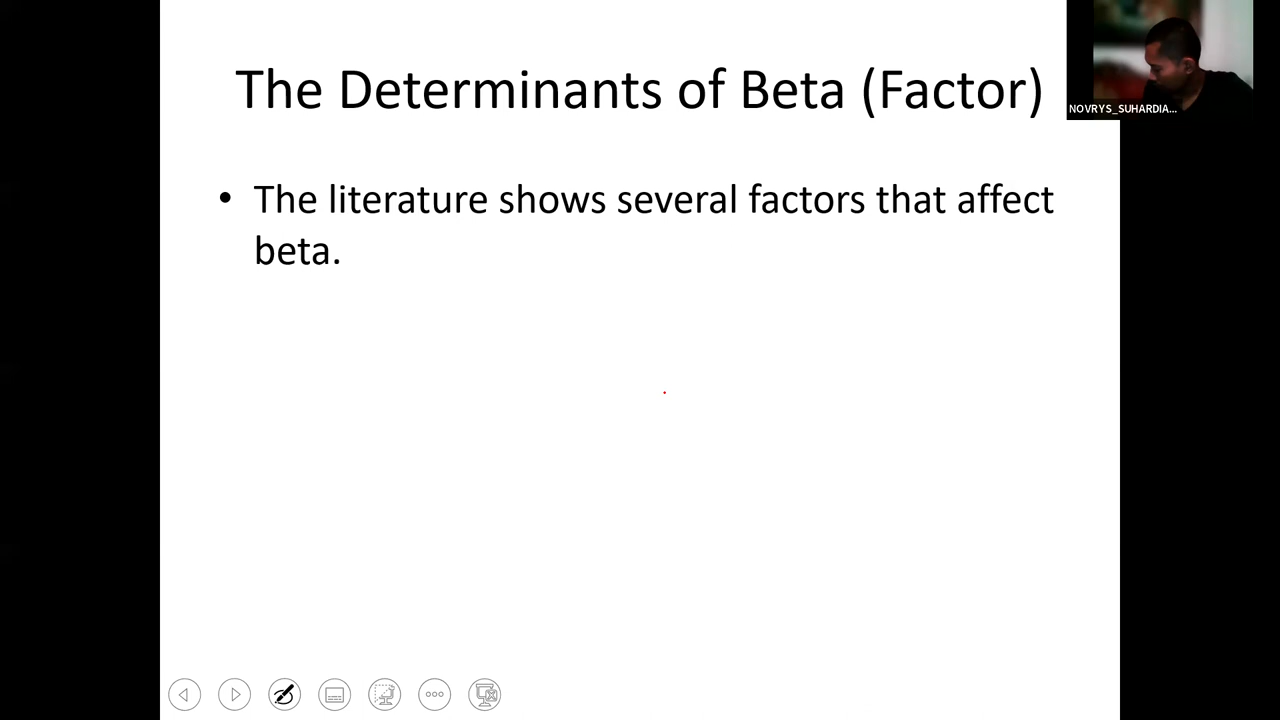 The Determinants of Beta (Factor)
NOVRYS_SUHARDIA...
• The literature shows several factors that affect
beta.